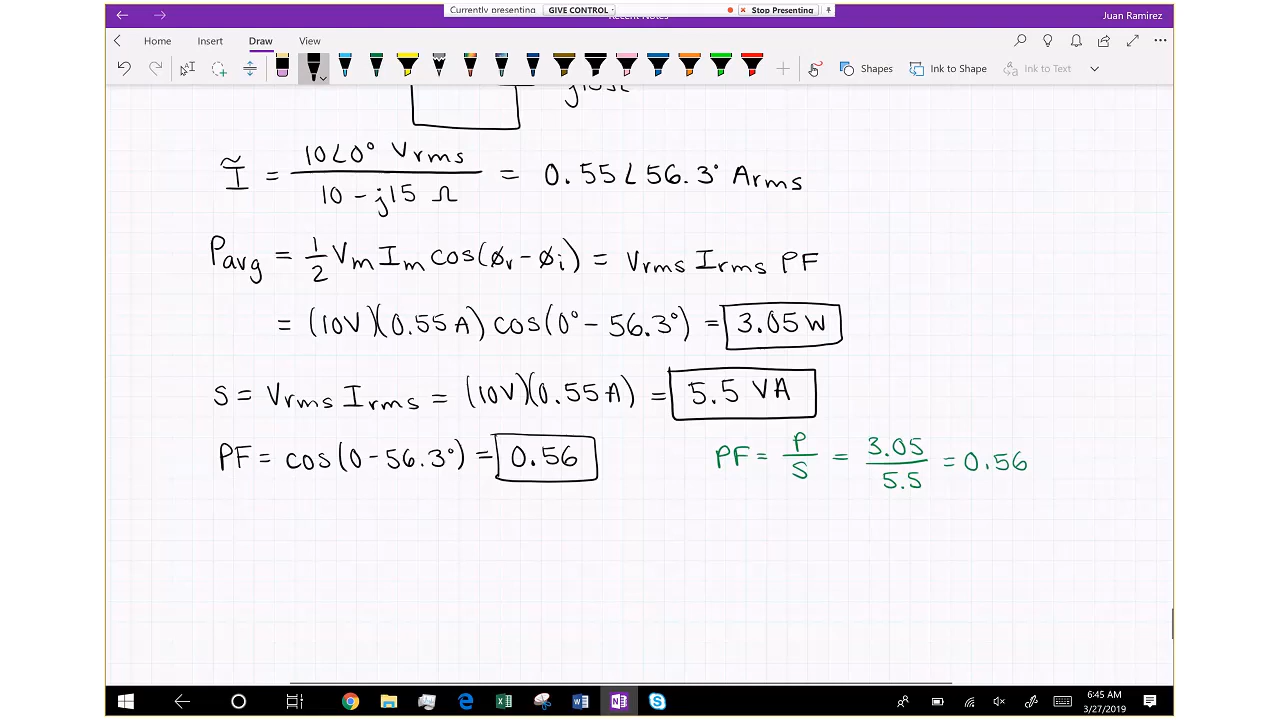 Currently presenting GIVE CONTROL Stop Presenting
Recent Notes
Juan Ramirez
Home Insert Draw View
Shapes Ink to Shape Ink to Text
Ĩ = 10∠0° Vrms / 10 - j15 Ω = 0.55∠56.3° Arms
Pavg = 1/2 Vm Im cos(φv - φi) = Vrms Irms PF
= (10V)(0.55A) cos(0° - 56.3°) = 3.05 W
S = Vrms Irms = (10V)(0.55A) = 5.5 VA
PF = cos(0 - 56.3°) = 0.56
PF = P/S = 3.05/5.5 = 0.56
6:45 AM
3/27/2019